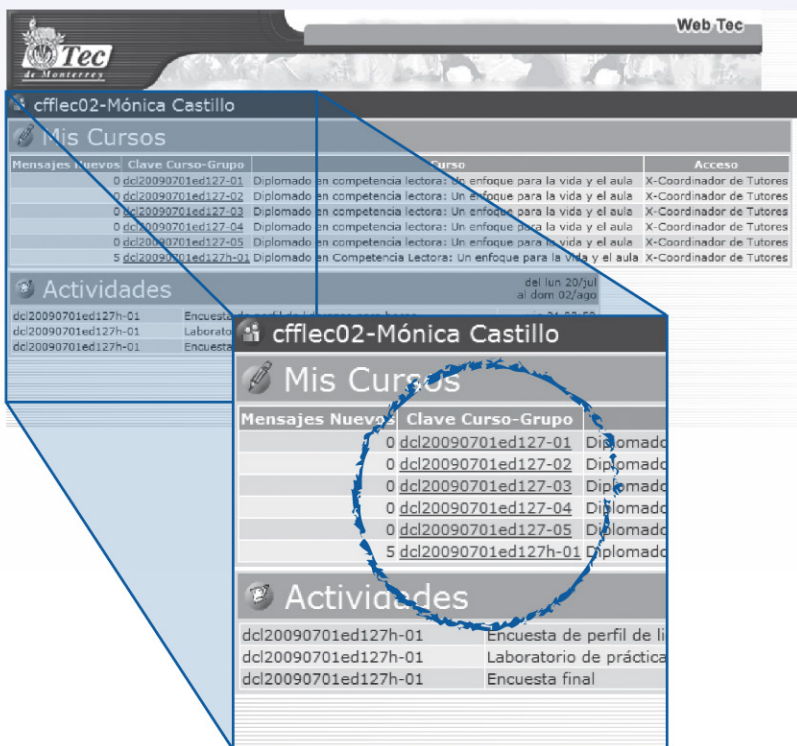 Web Tec
Tec
de Monterrey
cfflec02-Mónica Castillo
Mis Cursos
Mensajes Nuevos Clave Curso-Grupo Curso Acceso
0 dcl20090701ed127-01 Diplomado en competencia lectora: Un enfoque para la vida y el aula X-Coordinador de Tutores
0 dcl20090701ed127-02 Diplomado en competencia lectora: Un enfoque para la vida y el aula X-Coordinador de Tutores
0 dcl20090701ed127-03 Diplomado en competencia lectora: Un enfoque para la vida y el aula X-Coordinador de Tutores
0 dcl20090701ed127-04 Diplomado en competencia lectora: Un enfoque para la vida y el aula X-Coordinador de Tutores
0 dcl20090701ed127-05 Diplomado en competencia lectora: Un enfoque para la vida y el aula X-Coordinador de Tutores
5 dcl20090701ed127h-01 Diplomado en Competencia Lectora: Un enfoque para la vida y el aula X-Coordinador de Tutores
Actividades
del lun 20/jul
al dom 02/ago
dcl20090701ed127h-01 Encuesta de perfil de
dcl20090701ed127h-01 Laborato
dcl20090701ed127h-01 Encuesta
cfflec02-Mónica Castillo
Mis Cursos
Mensajes Nuevos Clave Curso-Grupo
0 dcl20090701ed127-01 Diplomado
0 dcl20090701ed127-02 Diplomado
0 dcl20090701ed127-03 Diplomado
0 dcl20090701ed127-04 Diplomado
0 dcl20090701ed127-05 Diplomado
5 dcl20090701ed127h-01 Diplomado
Actividades
dcl20090701ed127h-01 Encuesta de perfil de li
dcl20090701ed127h-01 Laboratorio de práctica
dcl20090701ed127h-01 Encuesta final